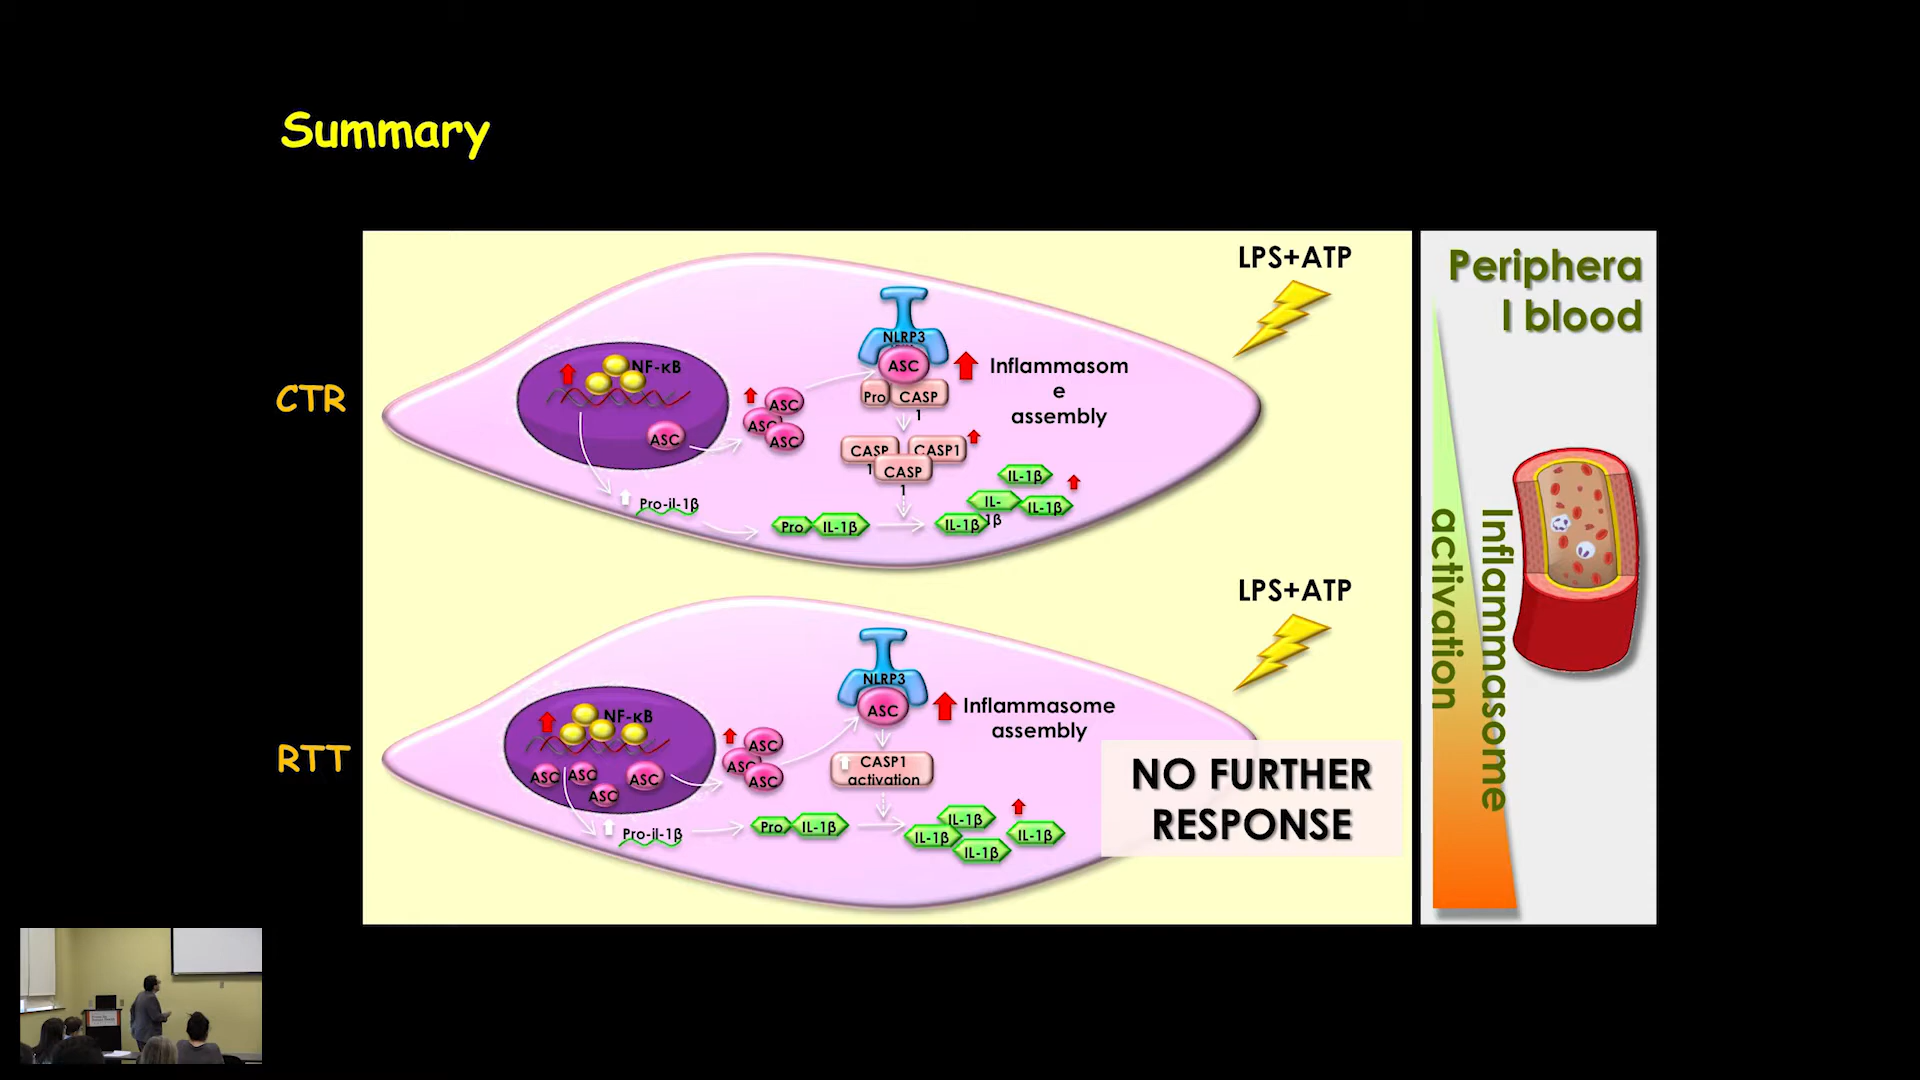 Summary
CTR
LPS+ATP
NF-κB
ASC
ASC
ASC
ASC
NLRP3
ASC
Pro
CASP
1
Inflammasom
e
assembly
CASP
1
CASP1
CASP
1
Pro-il-1β
Pro
IL-1β
IL-1β
IL-
1β
IL-1β
IL-1β
RTT
LPS+ATP
NF-κB
ASC
ASC
ASC
ASC
ASC
ASC
ASC
NLRP3
ASC
Inflammasome
assembly
CASP1
activation
Pro-il-1β
Pro
IL-1β
IL-1β
IL-1β
IL-1β
IL-1β
NO FURTHER
RESPONSE
Periphera
l blood
Inflammasome
activation